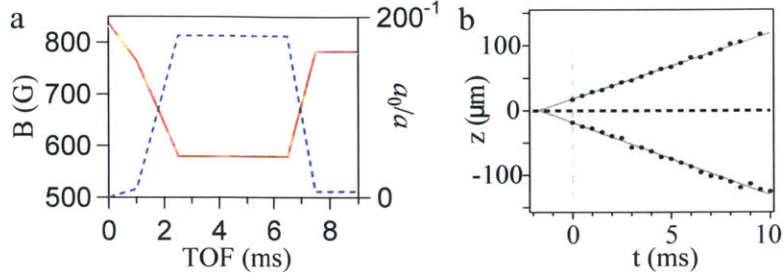 a
800
700
600
500
B (G)
0 2 4 6 8
TOF (ms)
200⁻¹
0
a₀/a
b
100
0
-100
z (μm)
0 5 10
t (ms)